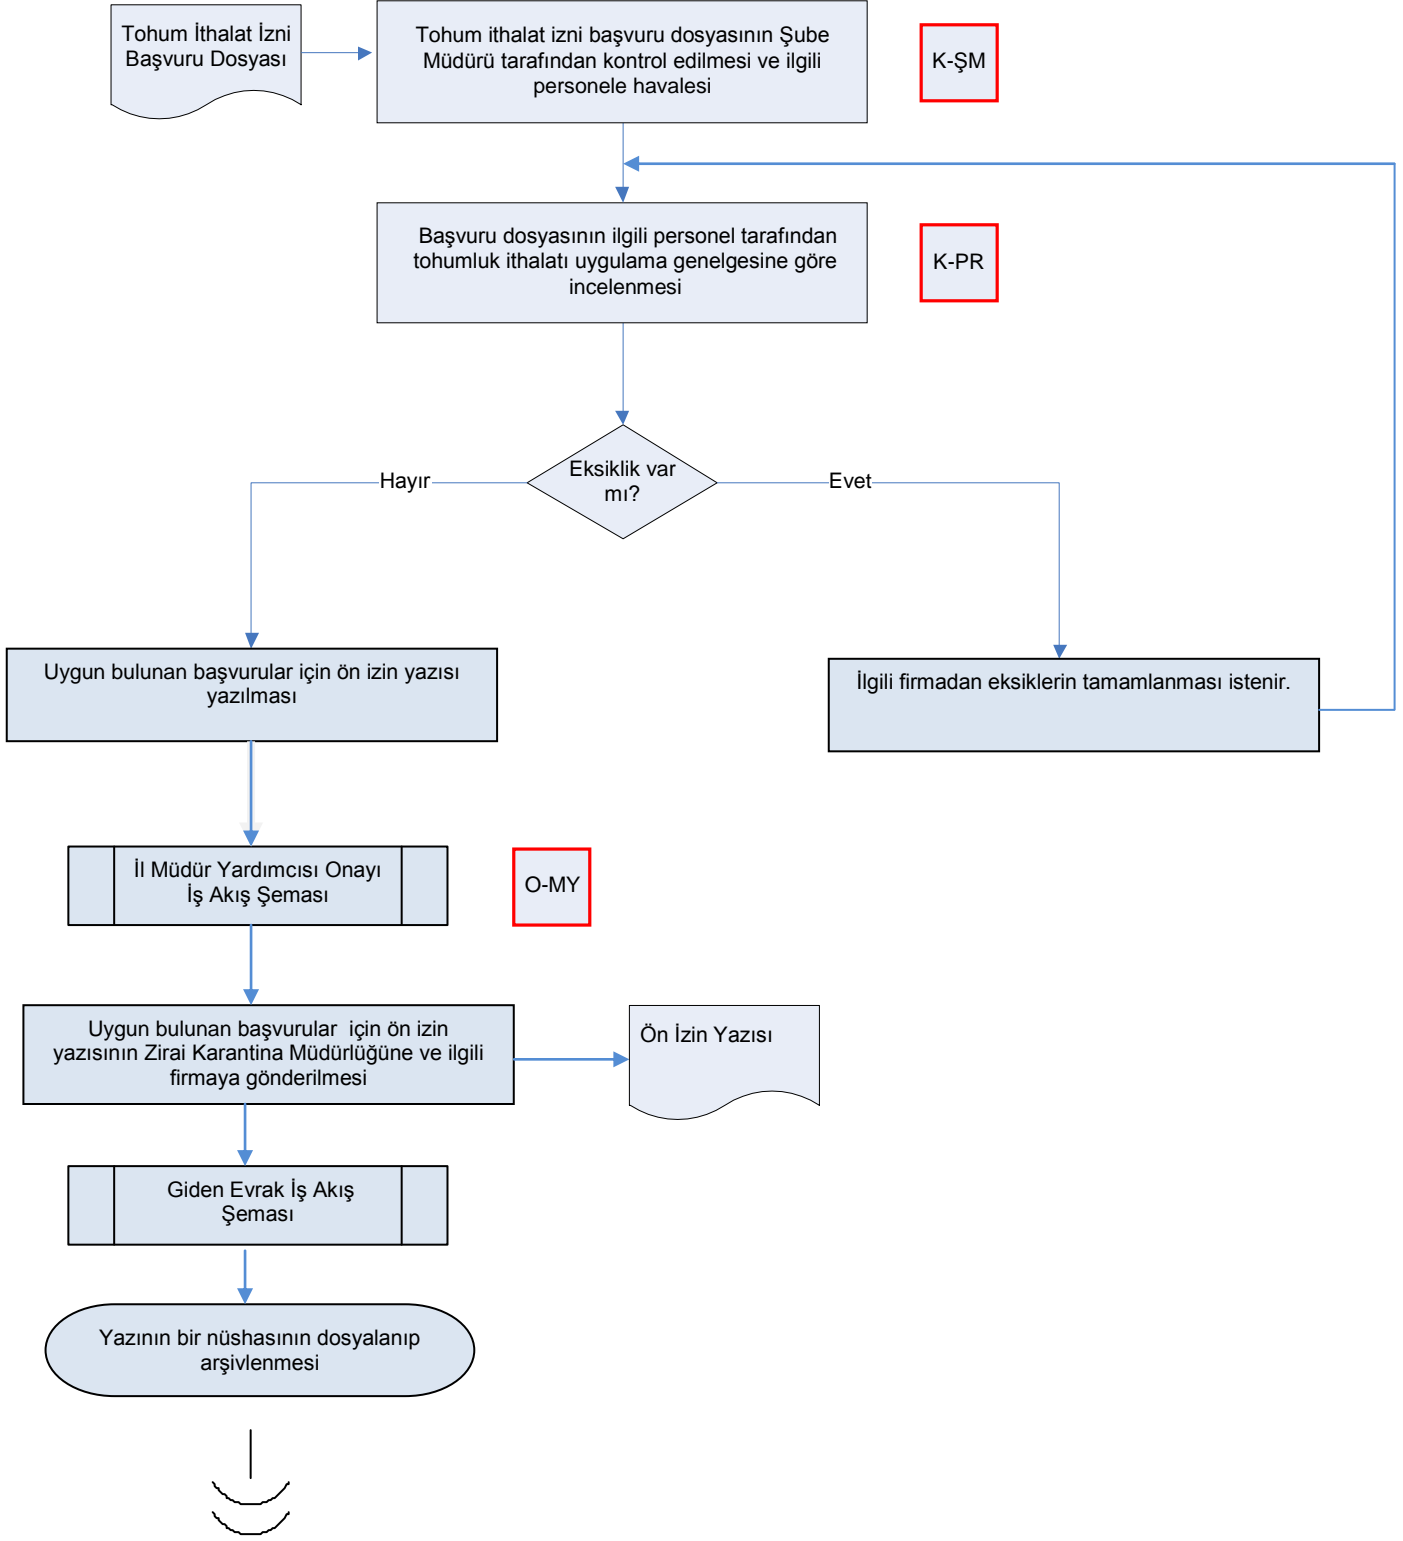 Tohum İthalat İzni
Başvuru Dosyası
Tohum ithalat izni başvuru dosyasının Şube
Müdürü tarafından kontrol edilmesi ve ilgili
personele havalesi
K-ŞM
Başvuru dosyasının ilgili personel tarafından
tohumluk ithalatı uygulama genelgesine göre
incelenmesi
K-PR
Eksiklik var
mı?
Hayır
Evet
Uygun bulunan başvurular için ön izin yazısı
yazılması
İlgili firmadan eksiklerin tamamlanması istenir.
İl Müdür Yardımcısı Onayı
İş Akış Şeması
O-MY
Uygun bulunan başvurular için ön izin
yazısının Zirai Karantina Müdürlüğüne ve ilgili
firmaya gönderilmesi
Ön İzin Yazısı
Giden Evrak İş Akış
Şeması
Yazının bir nüshasının dosyalanıp
arşivlenmesi